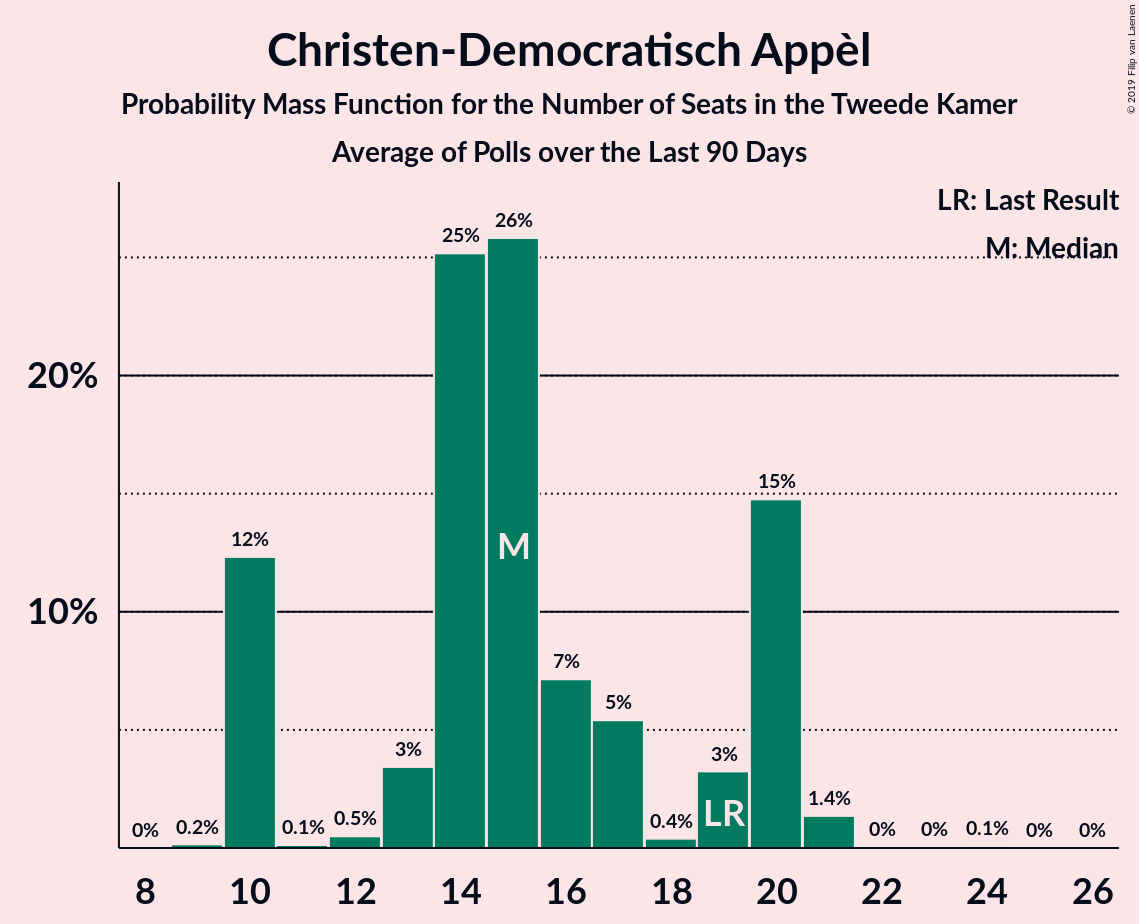 Christen-Democratisch Appèl
Probability Mass Function for the Number of Seats in the Tweede Kamer
Average of Polls over the Last 90 Days
© 2019 Filip van Laenen
LR: Last Result
M: Median
20%
10%
0%
0.2%
12%
0.1%
0.5%
3%
25%
26%
7%
5%
0.4%
3%
15%
1.4%
0%
0%
0.1%
0%
0%
M
LR
8 10 12 14 16 18 20 22 24 26